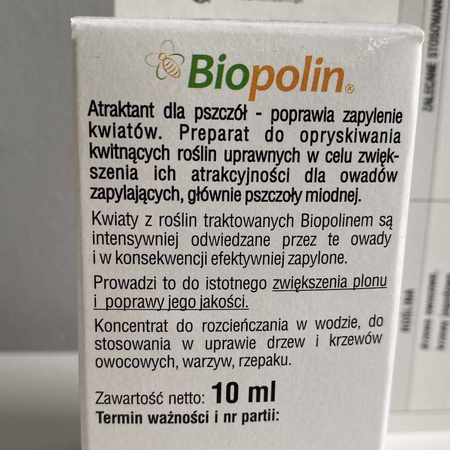 Biopolin®
Atraktant dla pszczół - poprawia zapylenie
kwiatów. Preparat do opryskiwania
kwitnących roślin uprawnych w celu zwięk-
szenia ich atrakcyjności dla owadów
zapylających, głównie pszczoły miodnej.
Kwiaty z roślin traktowanych Biopolinem są
intensywniej odwiedzane przez te owady
i w konsekwencji efektywniej zapylone.
Prowadzi to do istotnego zwiększenia plonu
i poprawy jego jakości.
Koncentrat do rozcieńczania w wodzie, do
stosowania w uprawie drzew i krzewów
owocowych, warzyw, rzepaku.
Zawartość netto: 10 ml
Termin ważności i nr partii:
ZALECANE STOSOWAN
ROŚLINA